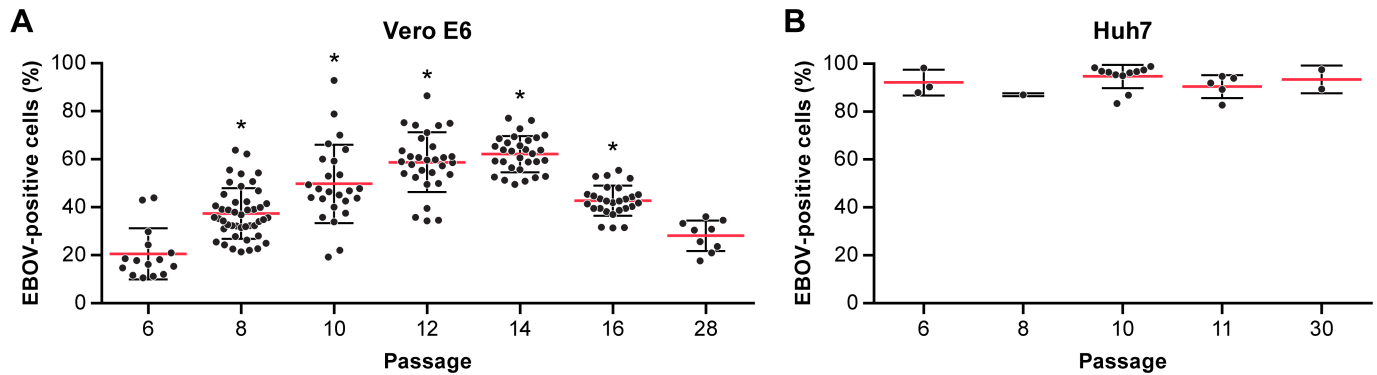 A
Vero E6
EBOV-positive cells (%)
100
80
60
40
20
0
* * * * *
6 8 10 12 14 16 28
Passage
B
Huh7
EBOV-positive cells (%)
100
80
60
40
20
0
6 8 10 11 30
Passage